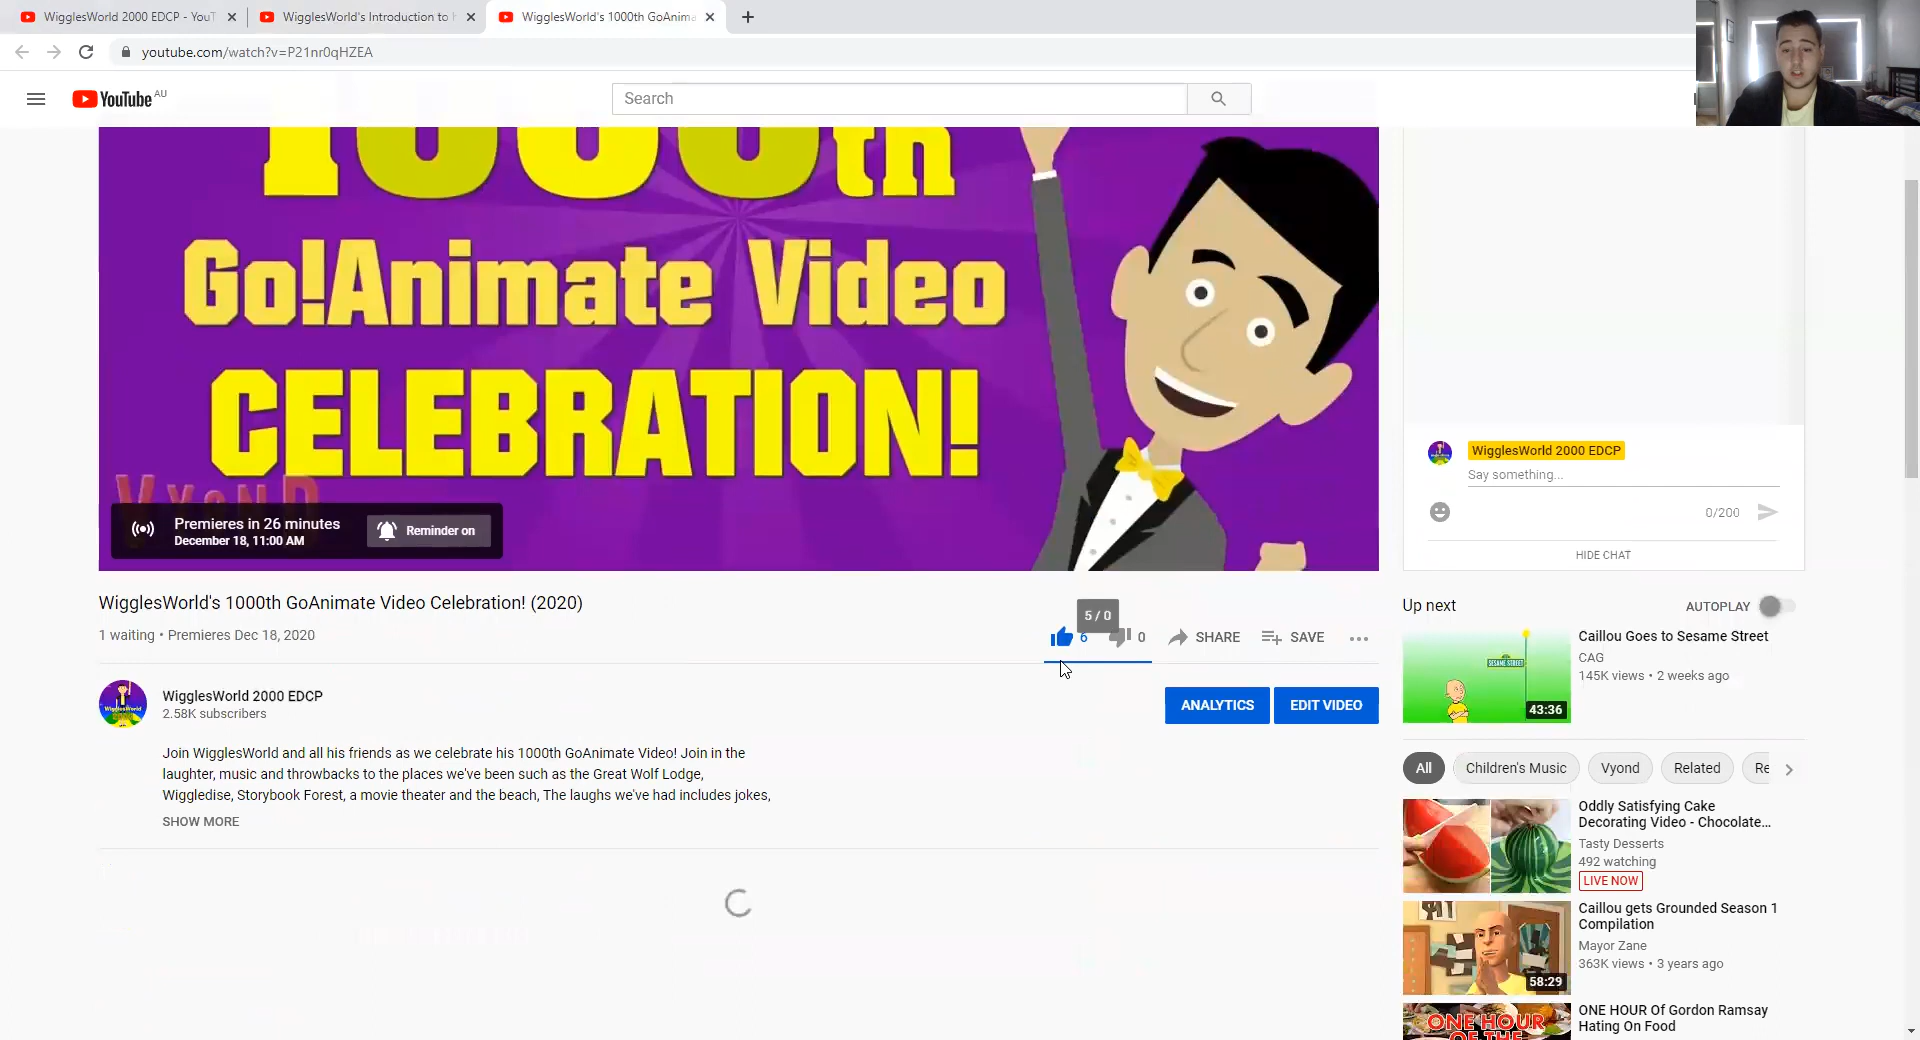 WigglesWorld 2000 EDCP - YouT
WigglesWorld's Introduction to
WigglesWorld's 1000th GoAnima
youtube.com/watch?v=P21nr0qHZEA
YouTube AU
Search
1000th
Go!Animate Video
CELEBRATION!
VYOND
Premieres in 26 minutes
December 18, 11:00 AM
Reminder on
WigglesWorld 2000 EDCP
Say something...
0/200
HIDE CHAT
WigglesWorld's 1000th GoAnimate Video Celebration! (2020)
1 waiting • Premieres Dec 18, 2020
5 / 0
6
0
SHARE
SAVE
WigglesWorld 2000 EDCP
2.58K subscribers
ANALYTICS
EDIT VIDEO
Join WigglesWorld and all his friends as we celebrate his 1000th GoAnimate Video! Join in the
laughter, music and throwbacks to the places we've been such as the Great Wolf Lodge,
Wiggledise, Storybook Forest, a movie theater and the beach, The laughs we've had includes jokes,
SHOW MORE
Up next
AUTOPLAY
SESAME STREET
43:36
Caillou Goes to Sesame Street
CAG
145K views • 2 weeks ago
All
Children's Music
Vyond
Related
Re
Oddly Satisfying Cake
Decorating Video - Chocolate...
Tasty Desserts
492 watching
LIVE NOW
58:29
Caillou gets Grounded Season 1
Compilation
Mayor Zane
363K views • 3 years ago
ONE HOUR
OF THE
ONE HOUR Of Gordon Ramsay
Hating On Food